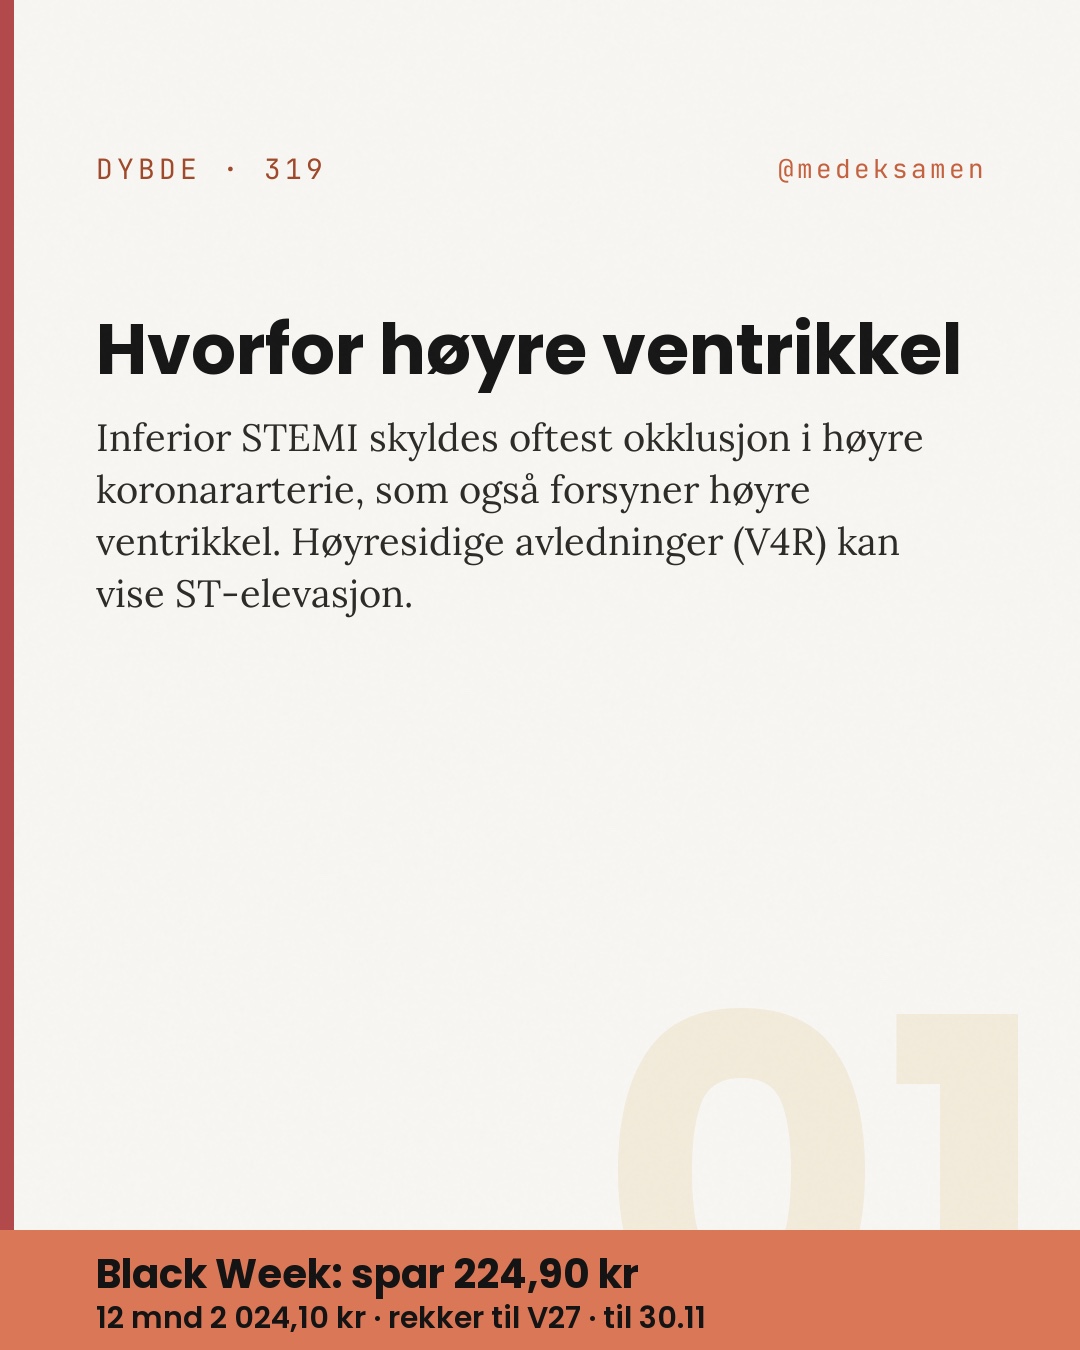 DYBDE · 319
@medeksamen
Hvorfor høyre ventrikkel
Inferior STEMI skyldes oftest okklusjon i høyre
koronararterie, som også forsyner høyre
ventrikkel. Høyresidige avledninger (V4R) kan
vise ST-elevasjon.
01
Black Week: spar 224,90 kr
12 mnd 2 024,10 kr · rekker til V27 · til 30.11